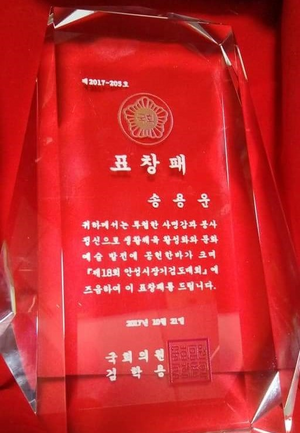 제2017-205호
국회
표창패
송용운
귀하께서는 투철한 사명감과 봉사
정신으로 생활체육 활성화와 문화
예술 발전에 공헌한바가 크며
『제18회 안성시장기검도대회』에
즈음하여 이 표창패를 드립니다.
2017년 10월 21일
국회의원
김학용